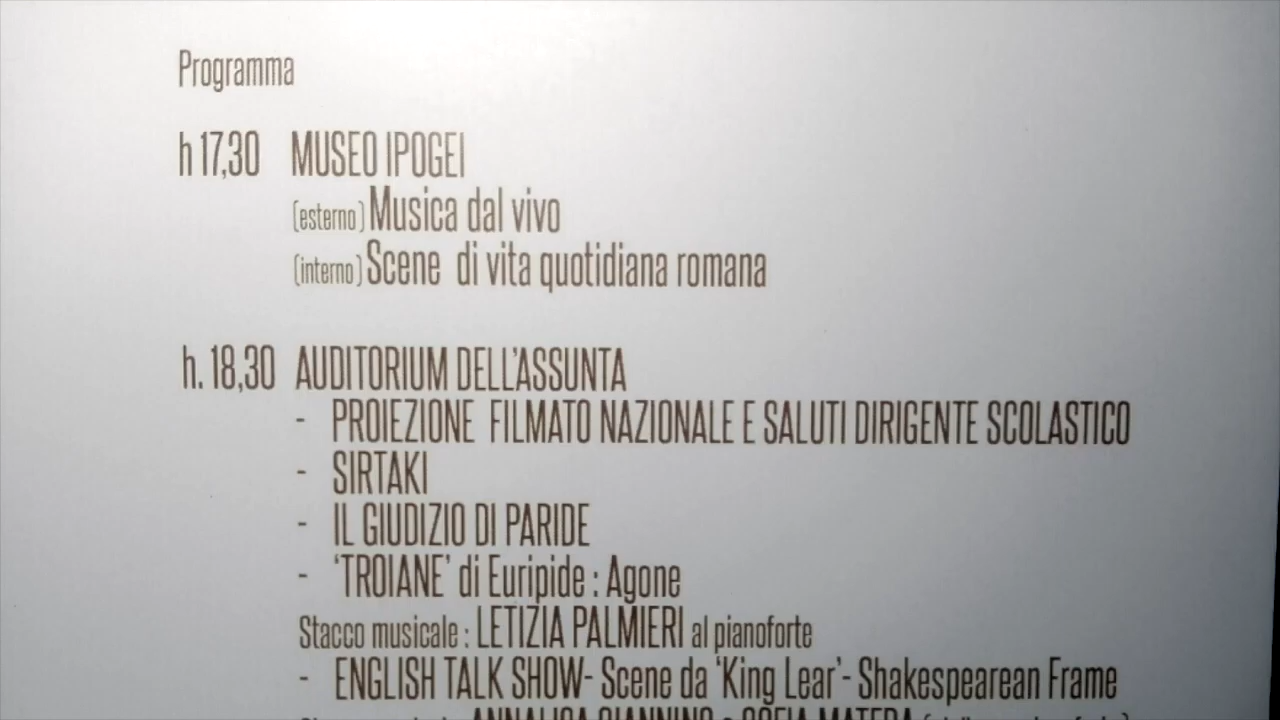 Programma
h 17,30 MUSEO IPOGEI
(esterno) Musica dal vivo
(interno) Scene di vita quotidiana romana
h. 18,30 AUDITORIUM DELL'ASSUNTA
- PROIEZIONE FILMATO NAZIONALE E SALUTI DIRIGENTE SCOLASTICO
- SIRTAKI
- IL GIUDIZIO DI PARIDE
- 'TROIANE' di Euripide : Agone
Stacco musicale : LETIZIA PALMIERI al pianoforte
- ENGLISH TALK SHOW- Scene da 'King Lear'- Shakespearean Frame